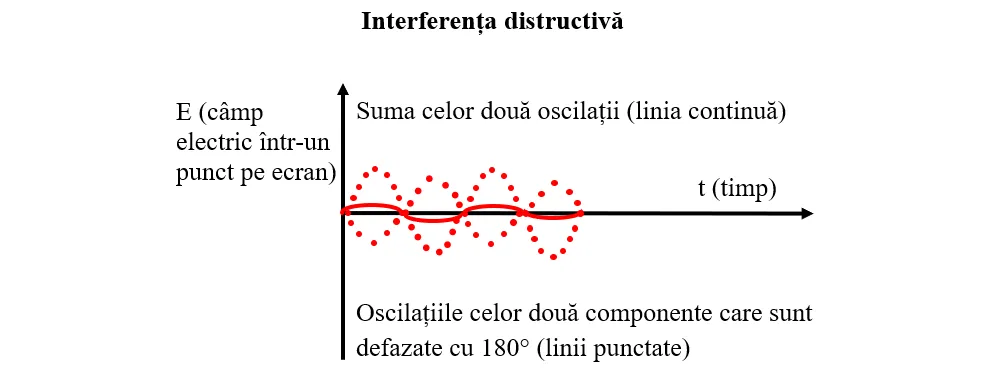 Interferența distructivă
E (câmp
electric într-un
punct pe ecran)
Suma celor două oscilații (linia continuă)
t (timp)
Oscilațiile celor două componente care sunt
defazate cu 180° (linii punctate)